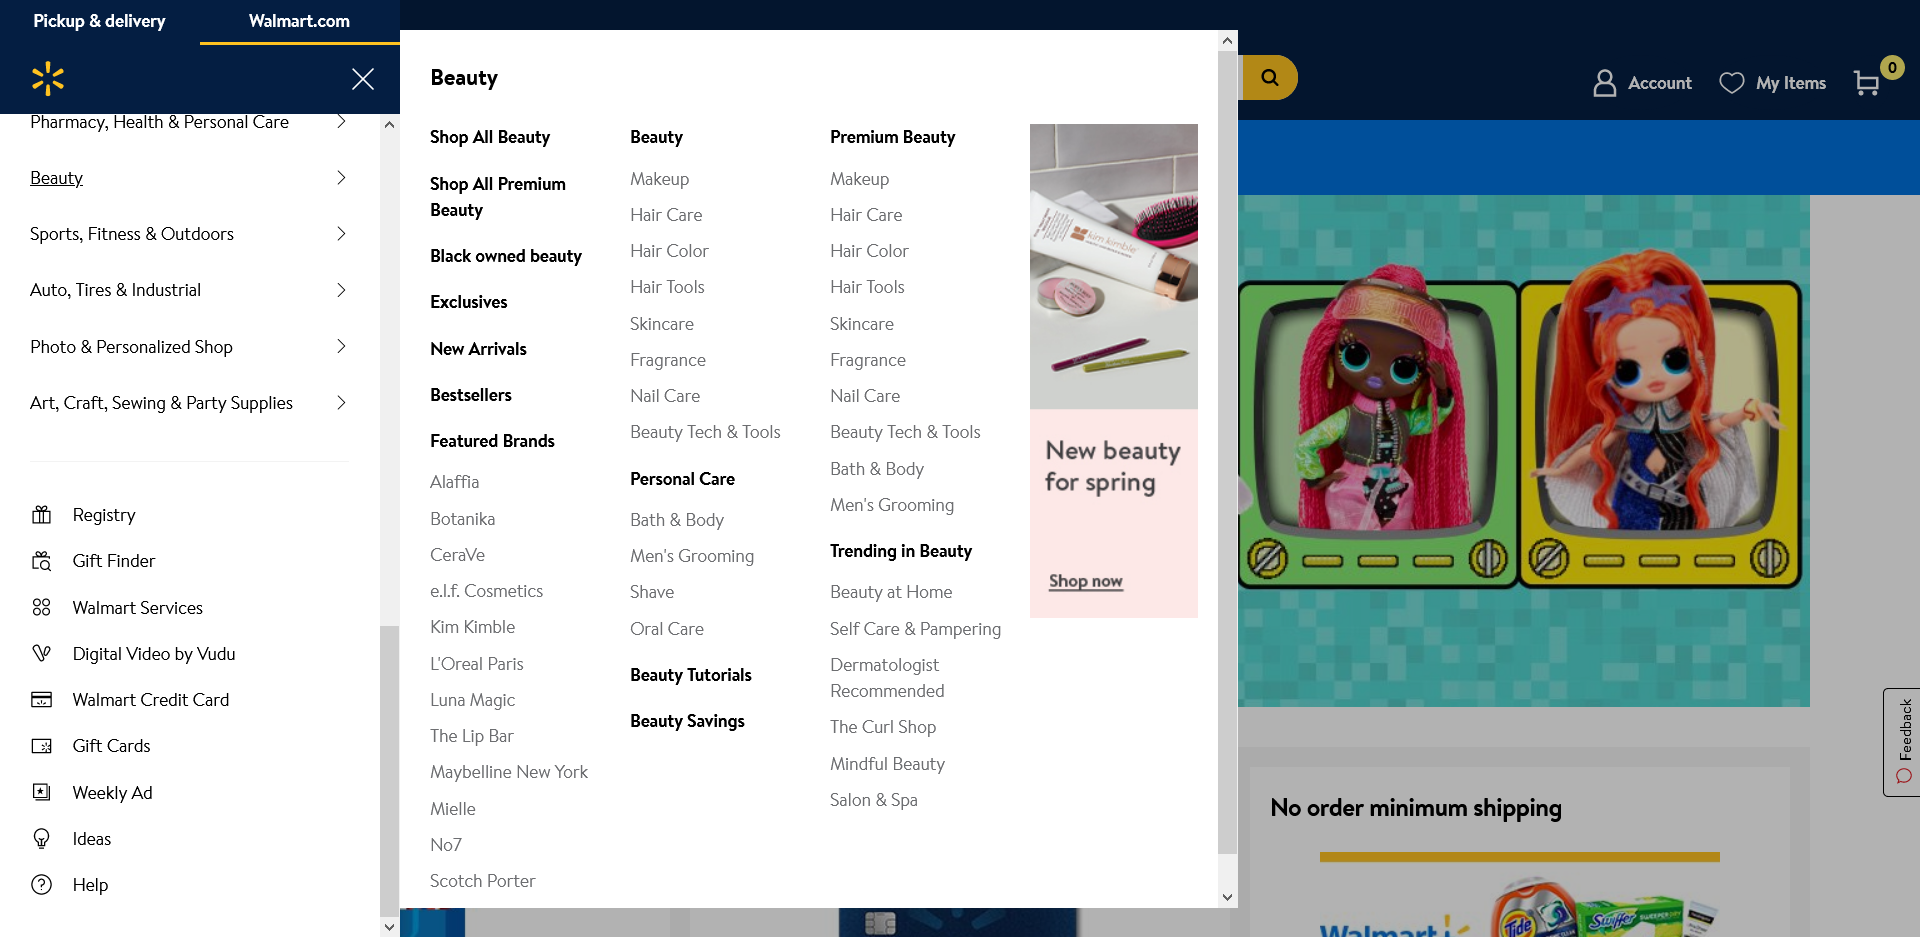 Pickup & delivery
Walmart.com
Pharmacy, Health & Personal Care
Beauty
Sports, Fitness & Outdoors
Auto, Tires & Industrial
Photo & Personalized Shop
Art, Craft, Sewing & Party Supplies
Registry
Gift Finder
Walmart Services
Digital Video by Vudu
Walmart Credit Card
Gift Cards
Weekly Ad
Ideas
Help
Beauty
Shop All Beauty
Shop All Premium
Beauty
Black owned beauty
Exclusives
New Arrivals
Bestsellers
Featured Brands
Alaffia
Botanika
CeraVe
e.l.f. Cosmetics
Kim Kimble
L'Oreal Paris
Luna Magic
The Lip Bar
Maybelline New York
Mielle
No7
Scotch Porter
Beauty
Makeup
Hair Care
Hair Color
Hair Tools
Skincare
Fragrance
Nail Care
Beauty Tech & Tools
Personal Care
Bath & Body
Men's Grooming
Shave
Oral Care
Beauty Tutorials
Beauty Savings
Premium Beauty
Makeup
Hair Care
Hair Color
Hair Tools
Skincare
Fragrance
Nail Care
Beauty Tech & Tools
Bath & Body
Men's Grooming
Trending in Beauty
Beauty at Home
Self Care & Pampering
Dermatologist
Recommended
The Curl Shop
Mindful Beauty
Salon & Spa
kim kimble
New beauty
for spring
Shop now
Account
My Items
0
Feedback
No order minimum shipping
Walmart
Tide
Swiffer
SWEEPER